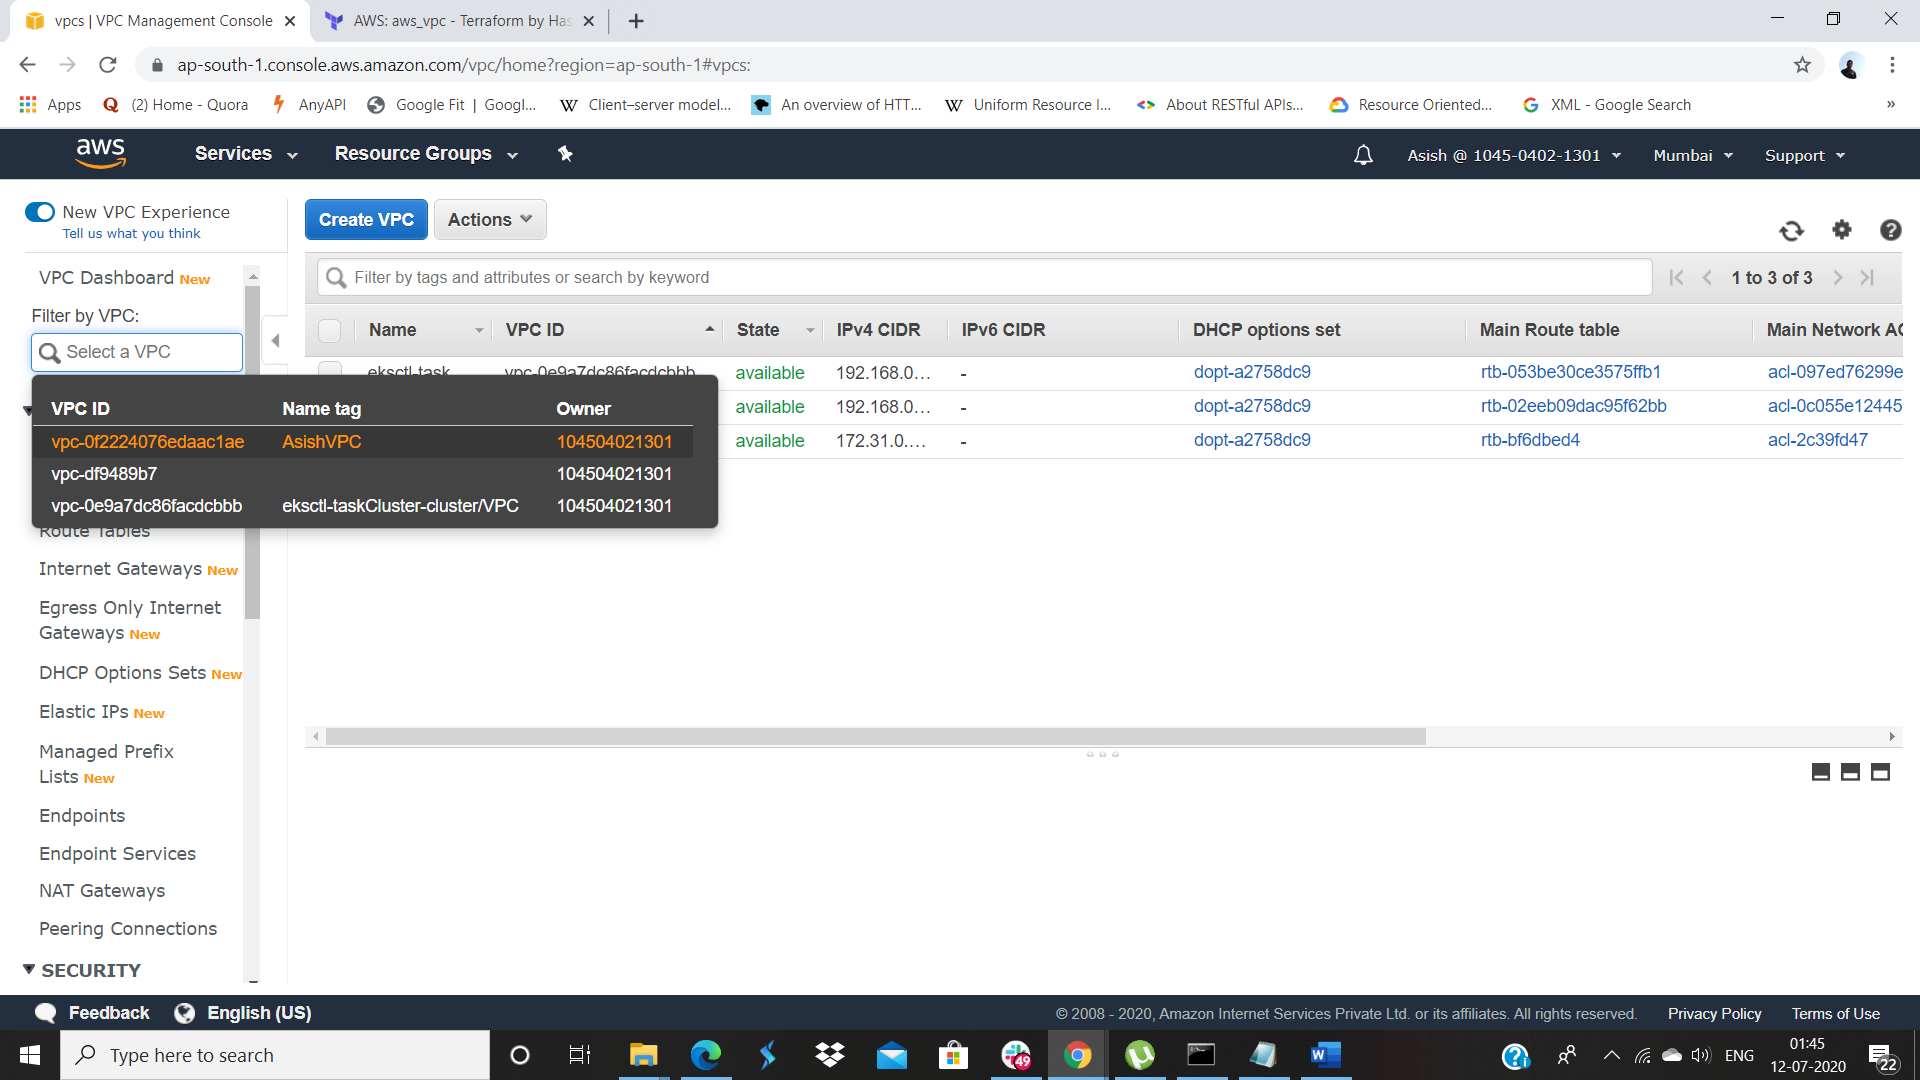 vpcs | VPC Management Console
AWS: aws_vpc - Terraform by Has
ap-south-1.console.aws.amazon.com/vpc/home?region=ap-south-1#vpcs:
Apps
(2) Home - Quora
AnyAPI
Google Fit | Googl...
Client–server model...
An overview of HTT...
Uniform Resource I...
About RESTful APIs...
Resource Oriented...
XML - Google Search
»
aws
Services
Resource Groups
Asish @ 1045-0402-1301
Mumbai
Support
New VPC Experience
Tell us what you think
Create VPC
Actions
VPC Dashboard New
Filter by tags and attributes or search by keyword
1 to 3 of 3
Filter by VPC:
Select a VPC
Name
VPC ID
State
IPv4 CIDR
IPv6 CIDR
DHCP options set
Main Route table
Main Network AC
eksctl-task vpc-0e9a7dc86facdcbbb available 192.168.0... - dopt-a2758dc9 rtb-053be30ce3575ffb1 acl-097ed76299e
available 192.168.0... - dopt-a2758dc9 rtb-02eeb09dac95f62bb acl-0c055e12445
available 172.31.0.... - dopt-a2758dc9 rtb-bf6dbed4 acl-2c39fd47
VPC ID Name tag Owner
vpc-0f2224076edaac1ae AsishVPC 104504021301
vpc-df9489b7 104504021301
vpc-0e9a7dc86facdcbbb eksctl-taskCluster-cluster/VPC 104504021301
Route Tables
Internet Gateways New
Egress Only Internet
Gateways New
DHCP Options Sets New
Elastic IPs New
Managed Prefix
Lists New
Endpoints
Endpoint Services
NAT Gateways
Peering Connections
SECURITY
Feedback
English (US)
© 2008 - 2020, Amazon Internet Services Private Ltd. or its affiliates. All rights reserved.
Privacy Policy
Terms of Use
Type here to search
49
ENG
01:45
12-07-2020
22